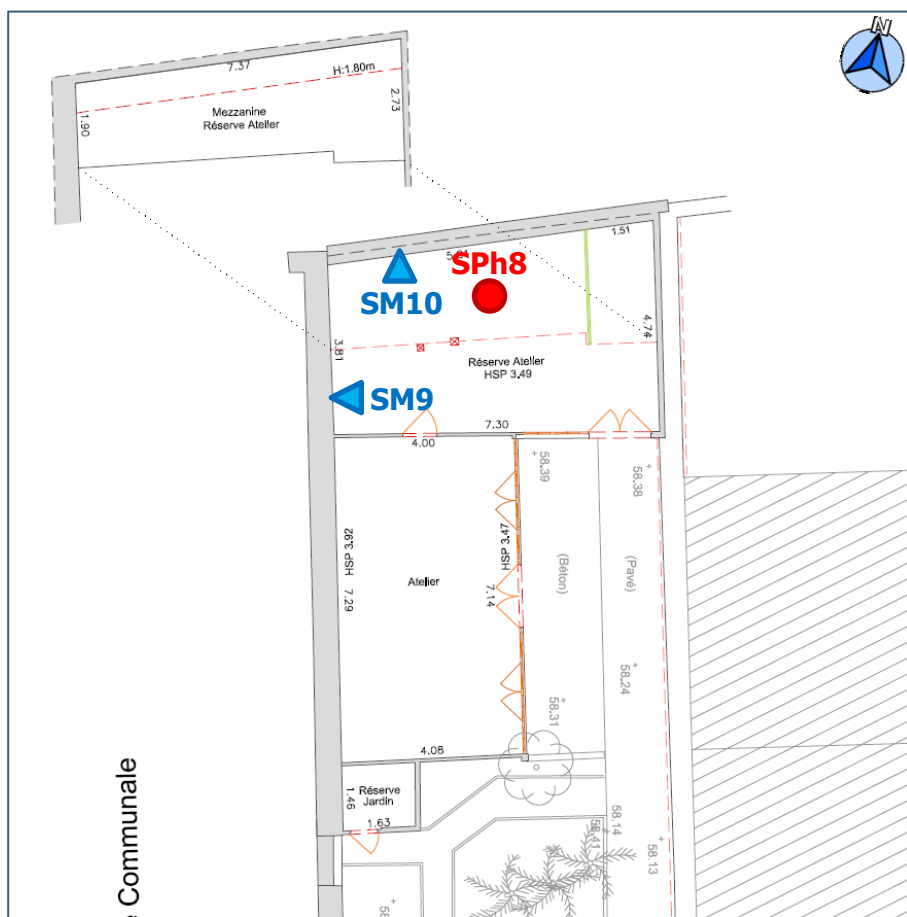 N
7.37
H:1.80m
2.73
1.90
Mezzanine
Réserve Atelier
1.51
SPh8
SM10
4.74
3.81
Réserve Atelier
HSP 3.49
SM9
7.30
4.00
58.39
58.38
HSP 3.92
7.29
HSP 3.47
7.14
Atelier
(Béton)
(Pavé)
58.24
58.31
4.08
1.46
Réserve
Jardin
1.63
58.14
58.41
58.13
e Communale
58